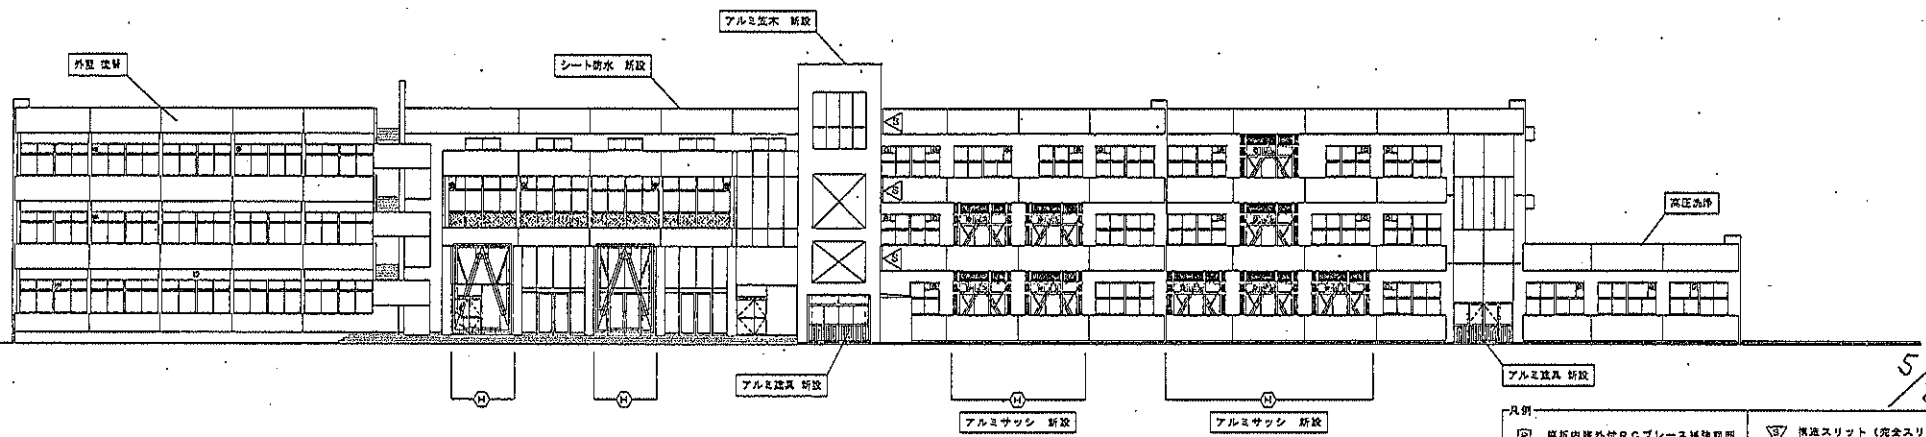 アルミ笠木 新設
外壁 塗替
シート防水 新設
高圧洗浄
アルミ建具 新設
アルミ建具 新設
H
H
H
H
アルミサッシ 新設
アルミサッシ 新設
5/
凡例
構造スリット（完全スリ